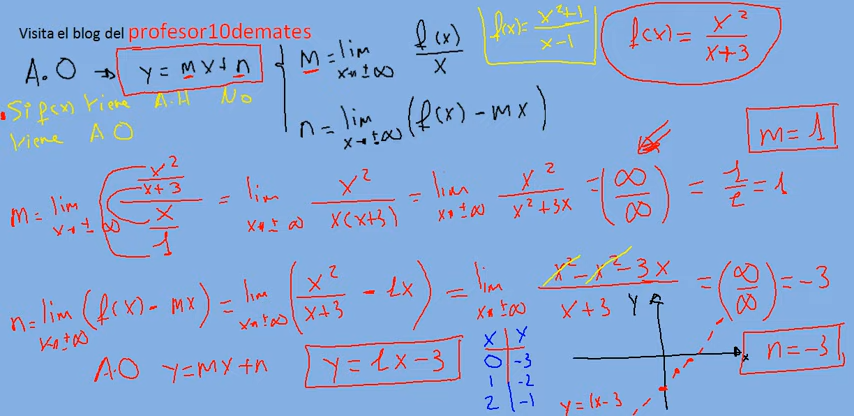 Visita el blog del profesor10demates
A.O → y = mx + n
m = lim x→±∞ f(x)/x
n = lim x→±∞ (f(x) - mx)
f(x) = x²+1/x-1
f(x) = x²/x+3
Si f(x) tiene A.H No
tiene A O
m = 1
m = lim x→±∞ x²/x+3 / x/1 = lim x→±∞ x²/x(x+3) = lim x→±∞ x²/x²+3x = (∞/∞) = 1/1 = 1
n = lim x→±∞ (f(x) - mx) = lim x→±∞ (x²/x+3 - 1x) = lim x→±∞ x² - x² - 3x/x+3 = (∞/∞) = -3
A O y = mx + n y = 1x - 3
n = -3
x y
0 -3
1 -2
2 -1
Y
x
y = 1x - 3